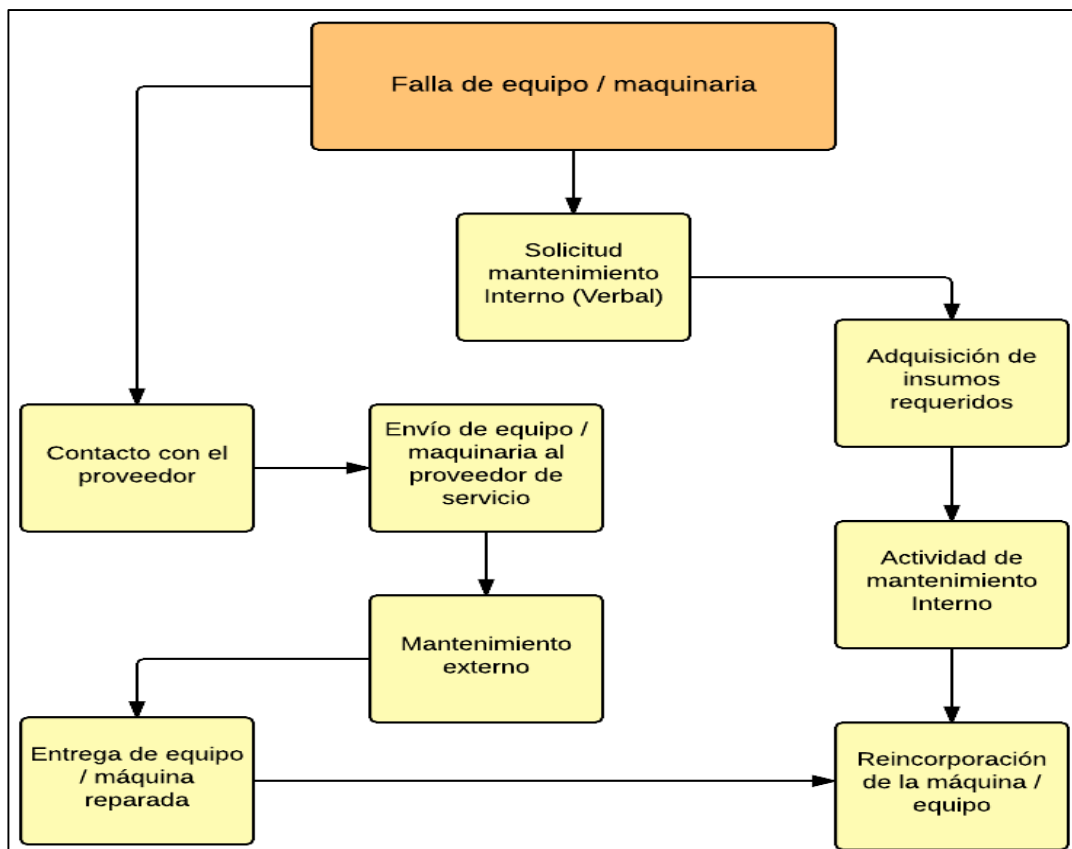 Falla de equipo / maquinaria
Solicitud
mantenimiento
Interno (Verbal)
Adquisición de
insumos
requeridos
Contacto con el
proveedor
Envío de equipo /
maquinaria al
proveedor de
servicio
Actividad de
mantenimiento
Interno
Mantenimiento
externo
Entrega de equipo
/ máquina
reparada
Reincorporación
de la máquina /
equipo